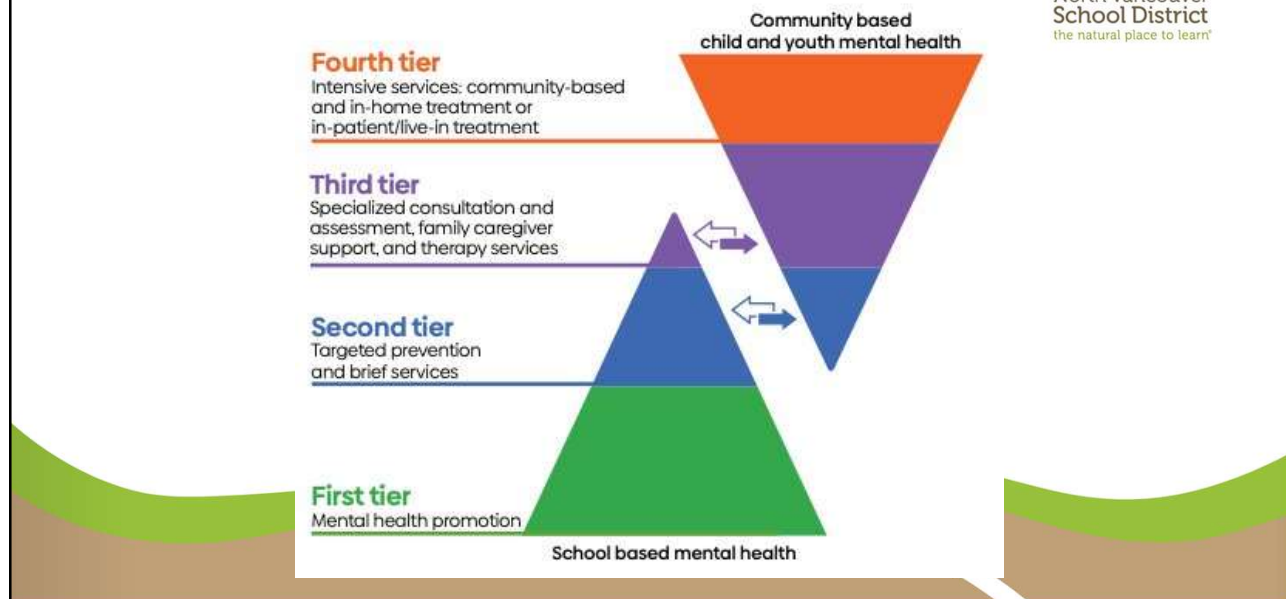 School District
the natural place to learn
Community based
child and youth mental health
Fourth tier
Intensive services: community-based
and in-home treatment or
in-patient/live-in treatment
Third tier
Specialized consultation and
assessment, family caregiver
support, and therapy services
Second tier
Targeted prevention
and brief services
First tier
Mental health promotion
School based mental health